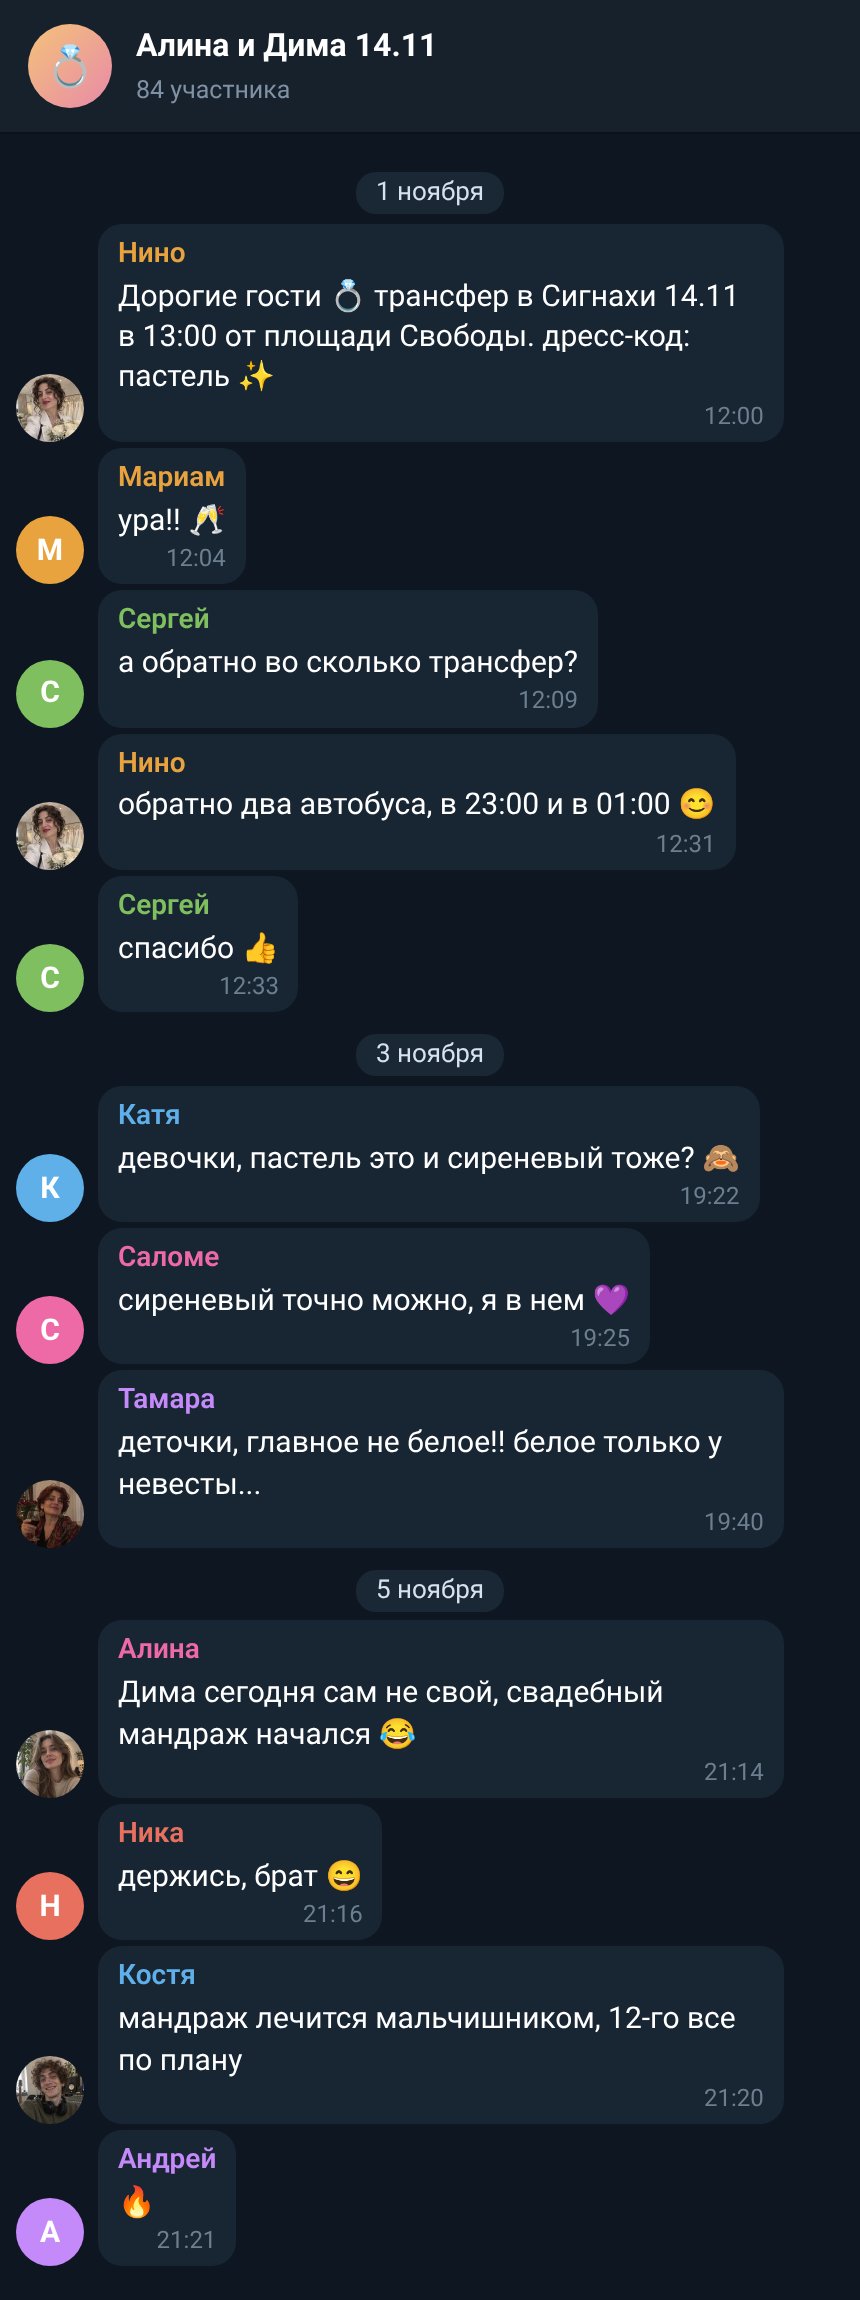 Алина и Дима 14.11
84 участника
1 ноября
Нино
Дорогие гости 💍 трансфер в Сигнахи 14.11
в 13:00 от площади Свободы. дресс-код:
пастель ✨
12:00
Мариам
ура!! 🥂
12:04
М
Сергей
а обратно во сколько трансфер?
12:09
С
Нино
обратно два автобуса, в 23:00 и в 01:00 😊
12:31
Сергей
спасибо 👍
12:33
С
3 ноября
Катя
девочки, пастель это и сиреневый тоже? 🙈
19:22
К
Саломе
сиреневый точно можно, я в нем 💜
19:25
С
Тамара
деточки, главное не белое!! белое только у
невесты...
19:40
5 ноября
Алина
Дима сегодня сам не свой, свадебный
мандраж начался 😂
21:14
Ника
держись, брат 😄
21:16
Н
Костя
мандраж лечится мальчишником, 12-го все
по плану
21:20
Андрей
🔥
21:21
А